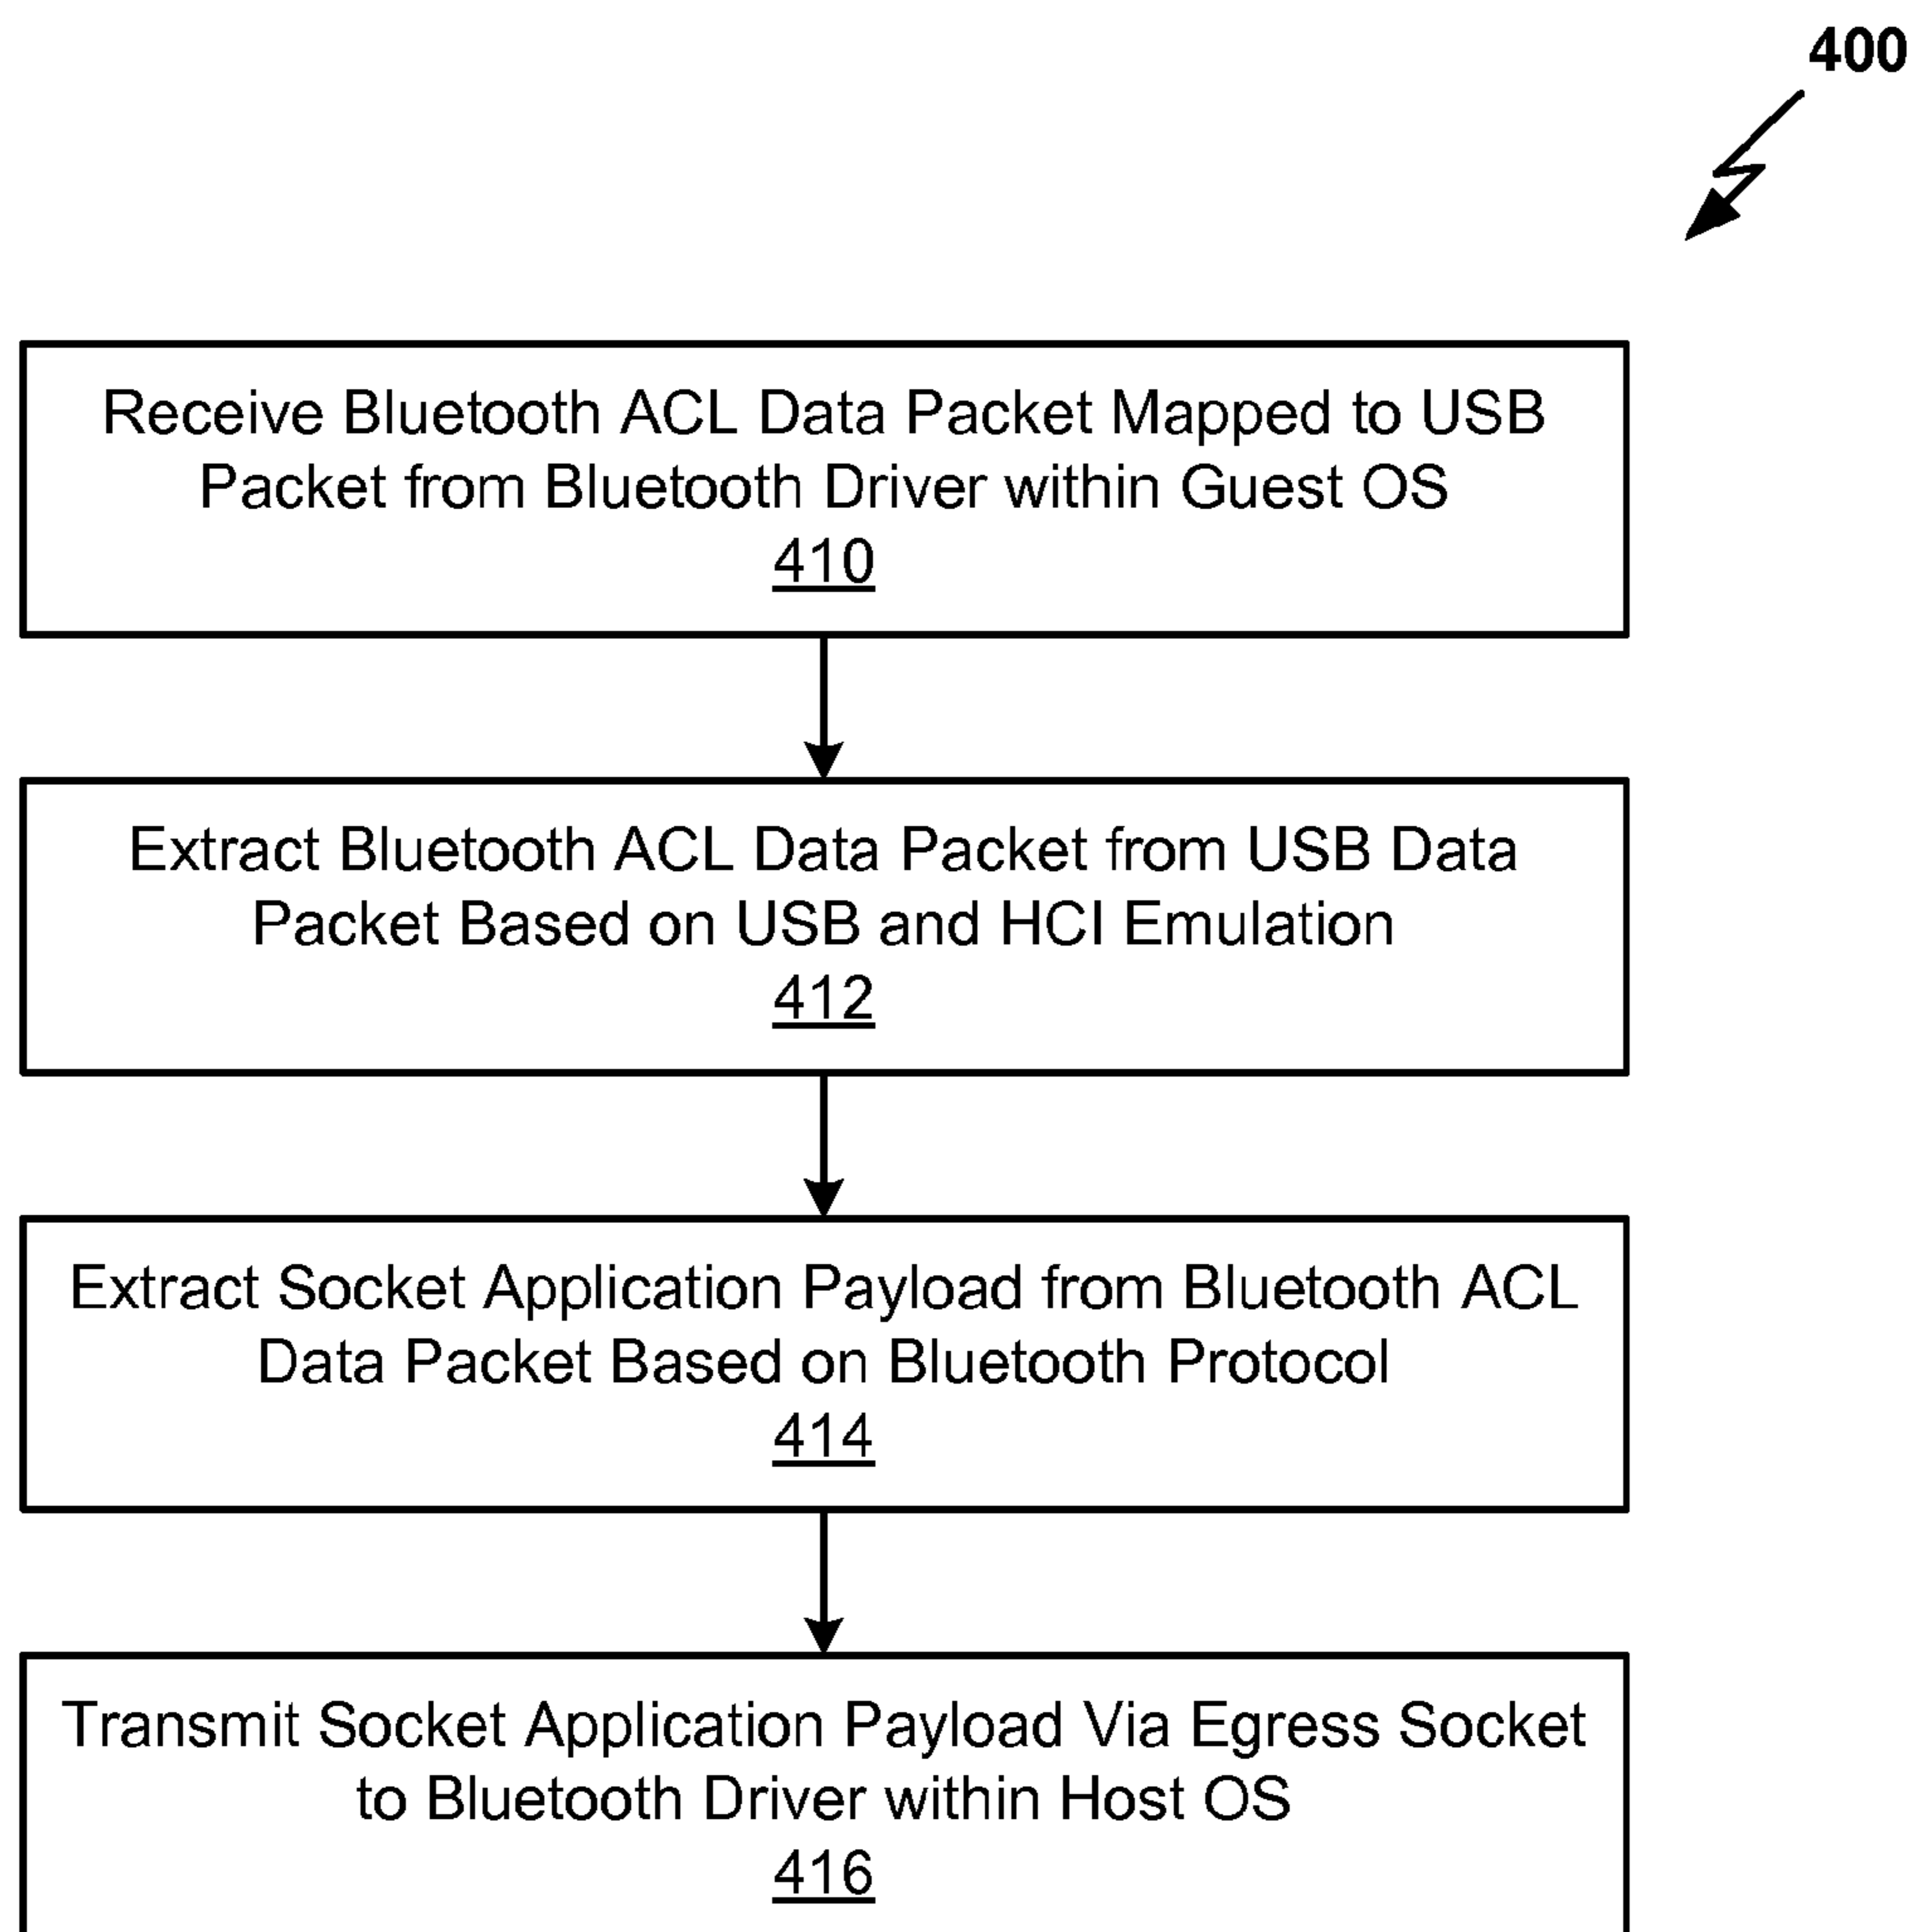 400
Receive Bluetooth ACL Data Packet Mapped to USB
Packet from Bluetooth Driver within Guest OS
410
Extract Bluetooth ACL Data Packet from USB Data
Packet Based on USB and HCI Emulation
412
Extract Socket Application Payload from Bluetooth ACL
Data Packet Based on Bluetooth Protocol
414
Transmit Socket Application Payload Via Egress Socket
to Bluetooth Driver within Host OS
416